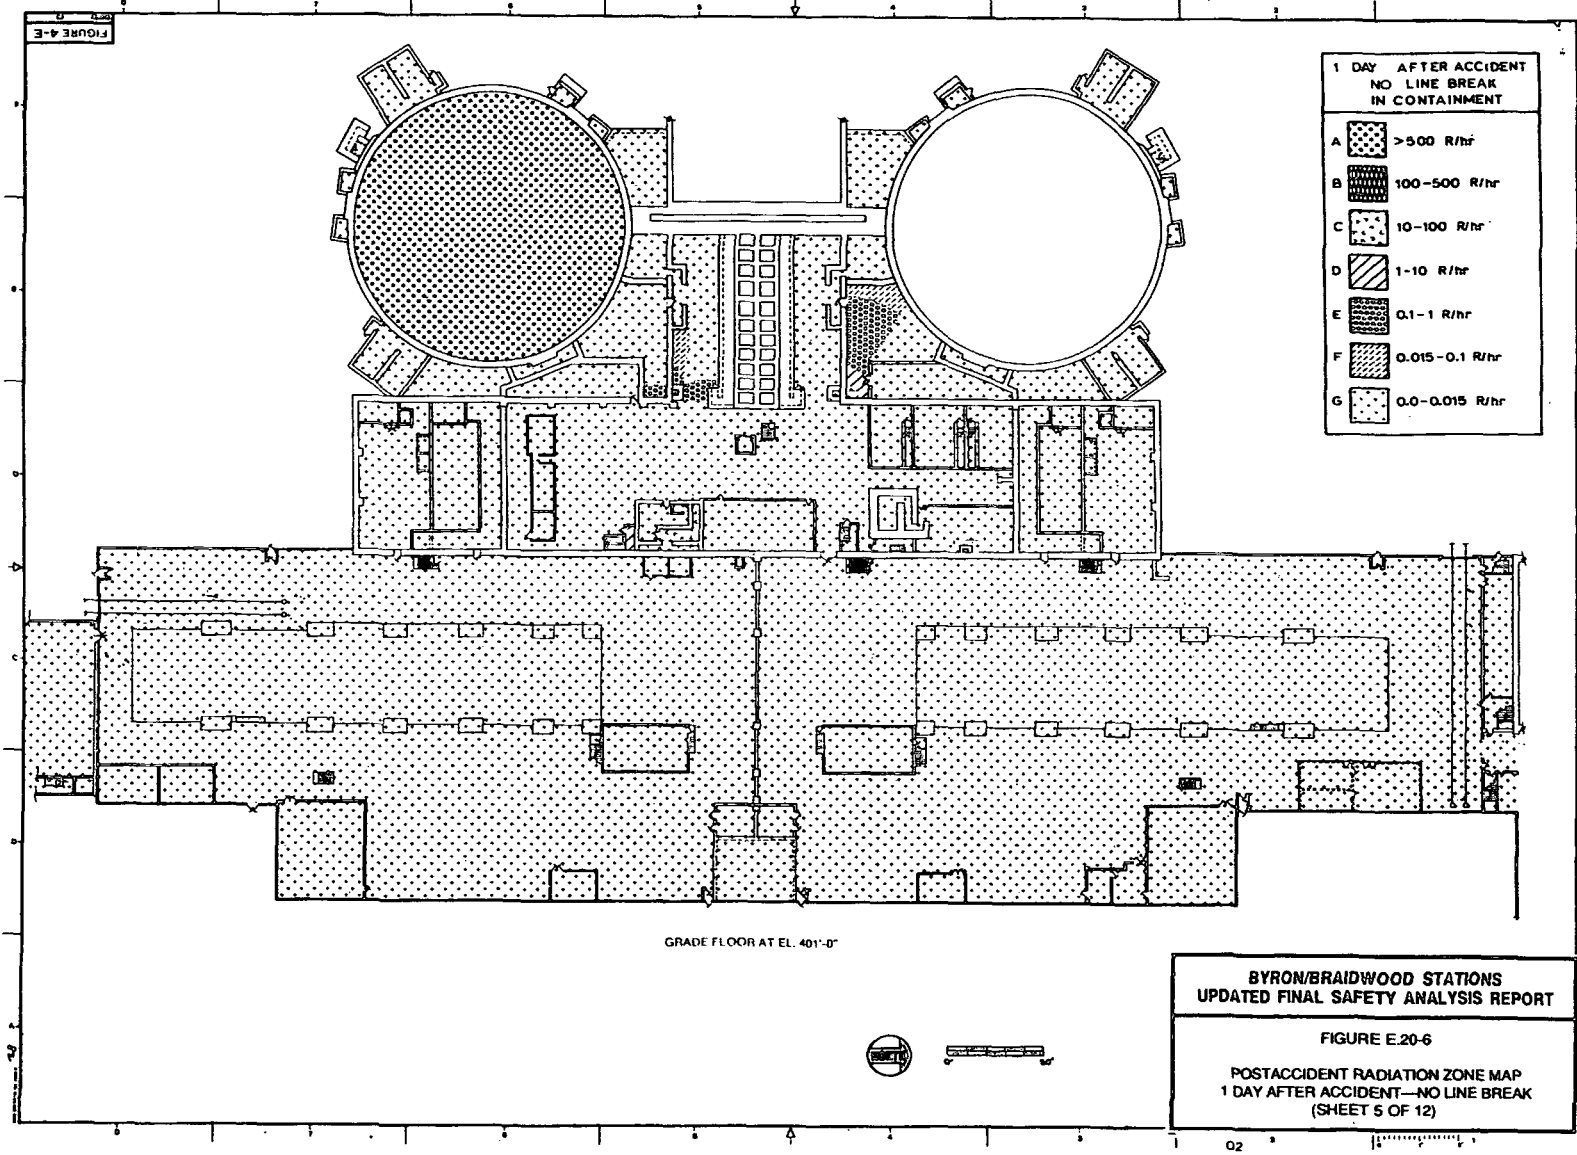 FIGURE 4-E
1 DAY AFTER ACCIDENT
NO LINE BREAK
IN CONTAINMENT
A >500 R/hr
B 100-500 R/hr
C 10-100 R/hr
D 1-10 R/hr
E 0.1-1 R/hr
F 0.015-0.1 R/hr
G 0.0-0.015 R/hr
GRADE FLOOR AT EL. 401'-0"
NORTH
BYRON/BRAIDWOOD STATIONS
UPDATED FINAL SAFETY ANALYSIS REPORT
FIGURE E.20-6
POSTACCIDENT RADIATION ZONE MAP
1 DAY AFTER ACCIDENT—NO LINE BREAK
(SHEET 5 OF 12)
Q2